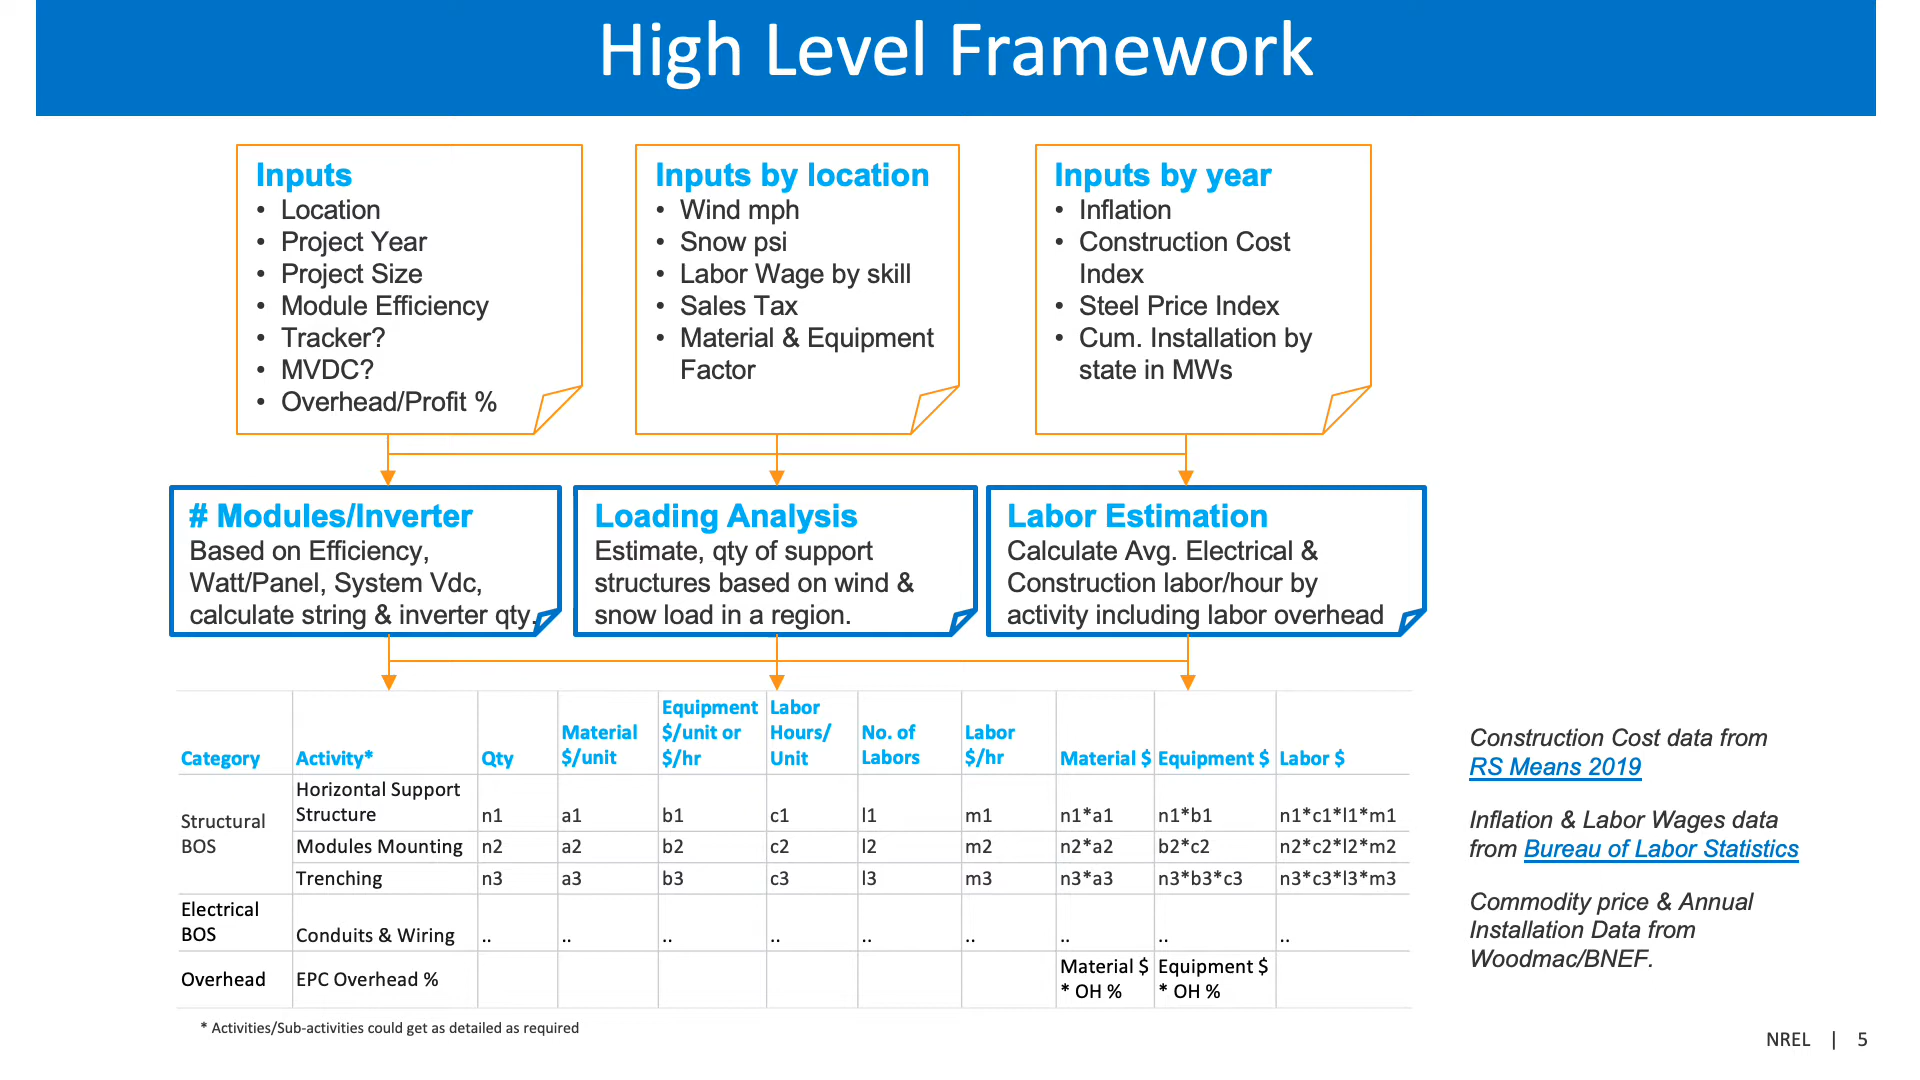 High Level Framework
Inputs
• Location
• Project Year
• Project Size
• Module Efficiency
• Tracker?
• MVDC?
• Overhead/Profit %
Inputs by location
• Wind mph
• Snow psi
• Labor Wage by skill
• Sales Tax
• Material & Equipment
Factor
Inputs by year
• Inflation
• Construction Cost
Index
• Steel Price Index
• Cum. Installation by
state in MWs
# Modules/Inverter
Based on Efficiency,
Watt/Panel, System Vdc,
calculate string & inverter qty.
Loading Analysis
Estimate, qty of support
structures based on wind &
snow load in a region.
Labor Estimation
Calculate Avg. Electrical &
Construction labor/hour by
activity including labor overhead
Category Activity* Qty Material $/unit Equipment $/unit or $/hr Labor Hours/ Unit No. of Labors Labor $/hr Material $ Equipment $ Labor $
Structural BOS Horizontal Support Structure n1 a1 b1 c1 l1 m1 n1*a1 n1*b1 n1*c1*l1*m1
Modules Mounting n2 a2 b2 c2 l2 m2 n2*a2 b2*c2 n2*c2*l2*m2
Trenching n3 a3 b3 c3 l3 m3 n3*a3 n3*b3*c3 n3*c3*l3*m3
Electrical BOS Conduits & Wiring .. .. .. .. .. .. .. .. ..
Overhead EPC Overhead % Material $ * OH % Equipment $ * OH %
* Activities/Sub-activities could get as detailed as required
Construction Cost data from
RS Means 2019
Inflation & Labor Wages data
from Bureau of Labor Statistics
Commodity price & Annual
Installation Data from
Woodmac/BNEF.
NREL | 5